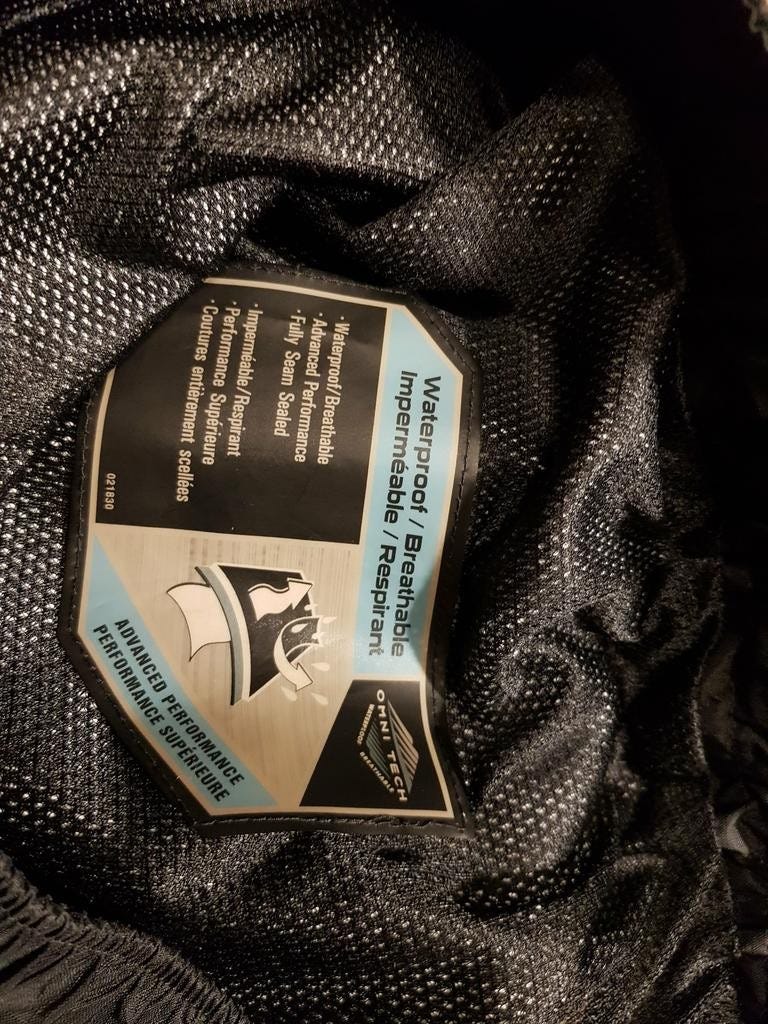 Waterproof / Breathable
Imperméable / Respirant
· Waterproof/Breathable
· Advanced Performance
· Fully Seam Sealed
· Imperméable/Respirant
· Performance Supérieure
· Coutures entièrement scellées
021830
OMNI TECH
WATERPROOF BREATHABLE
ADVANCED PERFORMANCE
PERFORMANCE SUPÉRIEURE